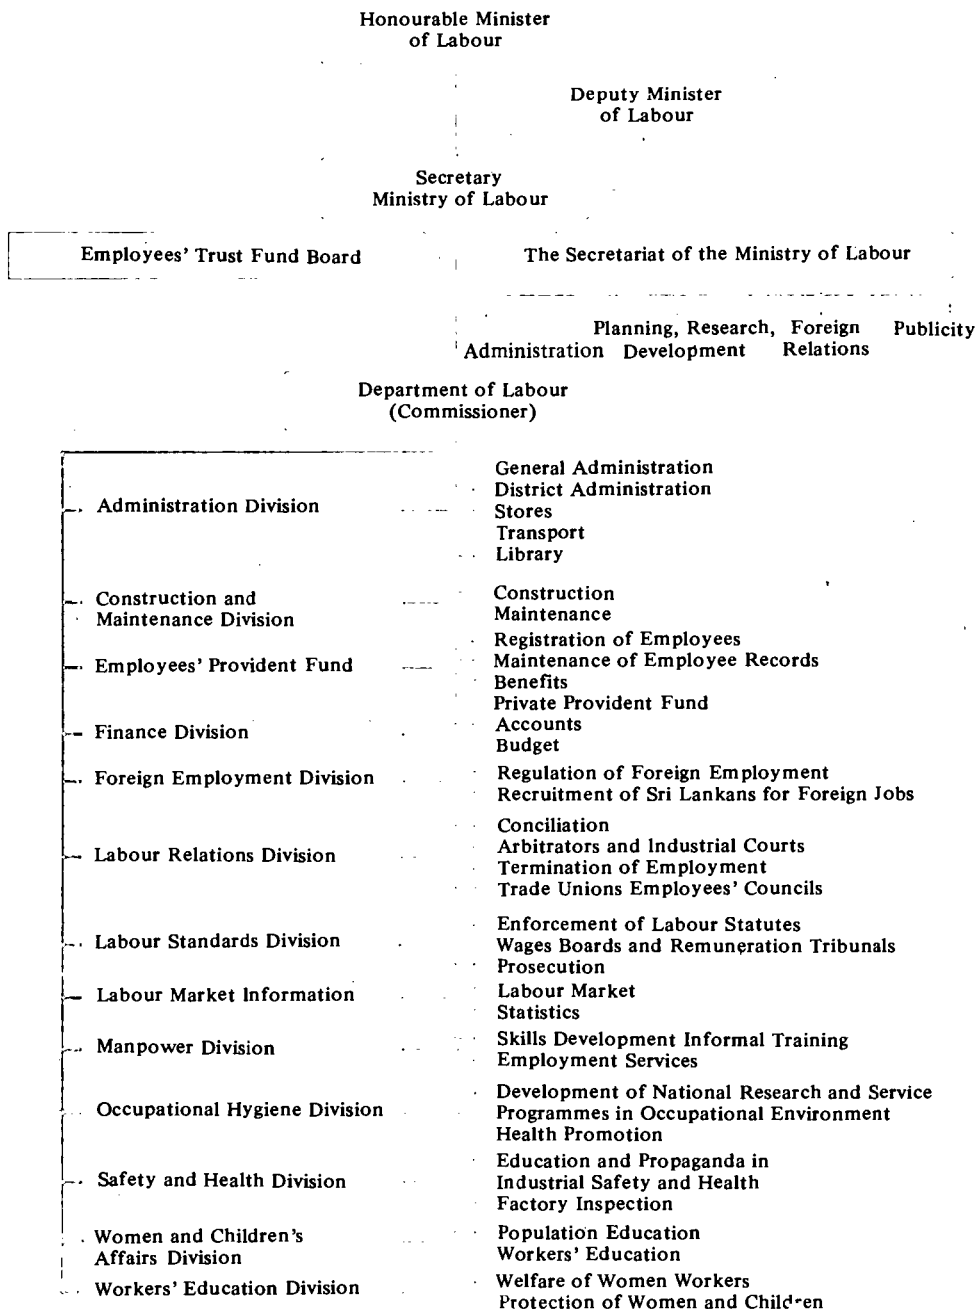 Honourable Minister
of Labour
Deputy Minister
of Labour
Secretary
Ministry of Labour
Employees' Trust Fund Board
The Secretariat of the Ministry of Labour
Planning, Research, Foreign Publicity
Administration Development Relations
Department of Labour
(Commissioner)
Administration Division
General Administration
District Administration
Stores
Transport
Library
Construction and
Maintenance Division
Construction
Maintenance
Employees' Provident Fund
Registration of Employees
Maintenance of Employee Records
Benefits
Private Provident Fund
Finance Division
Accounts
Budget
Foreign Employment Division
Regulation of Foreign Employment
Recruitment of Sri Lankans for Foreign Jobs
Labour Relations Division
Conciliation
Arbitrators and Industrial Courts
Termination of Employment
Trade Unions Employees' Councils
Labour Standards Division
Enforcement of Labour Statutes
Wages Boards and Remuneration Tribunals
Prosecution
Labour Market Information
Labour Market
Statistics
Manpower Division
Skills Development Informal Training
Employment Services
Occupational Hygiene Division
Development of National Research and Service
Programmes in Occupational Environment
Health Promotion
Safety and Health Division
Education and Propaganda in
Industrial Safety and Health
Factory Inspection
Women and Children's
Affairs Division
Population Education
Workers' Education
Workers' Education Division
Welfare of Women Workers
Protection of Women and Children